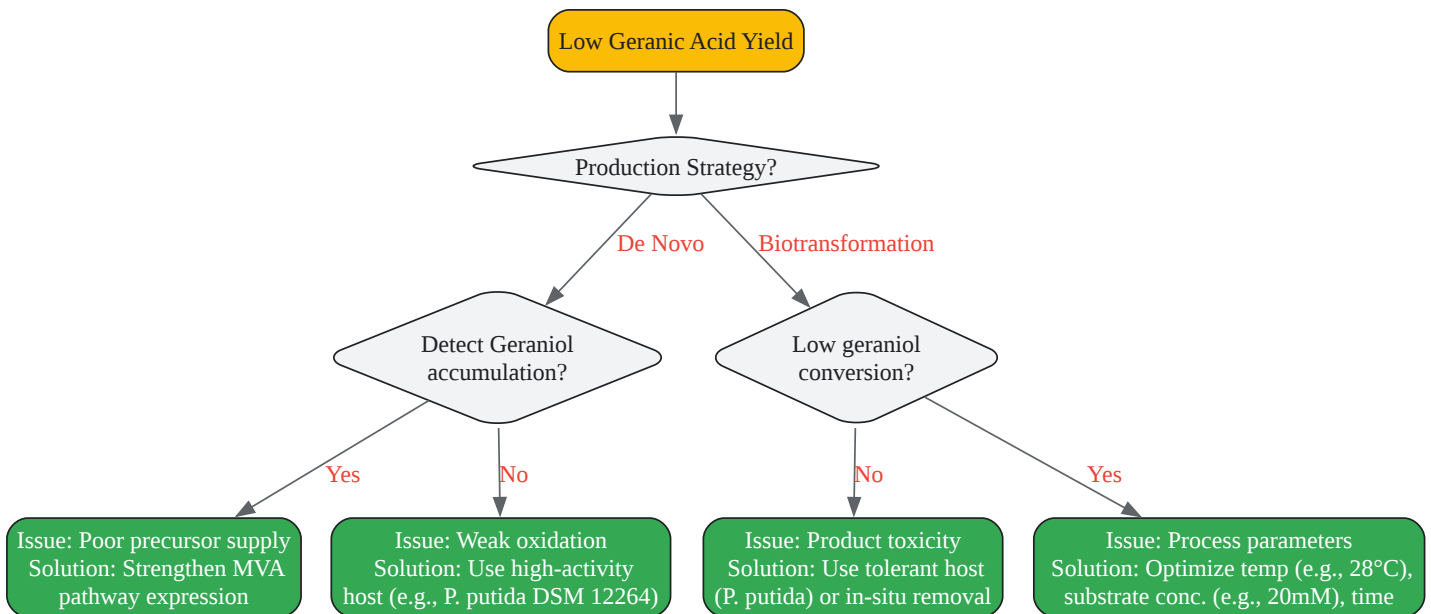 Low Geranic Acid Yield
Production Strategy?
De Novo
Biotransformation
Detect Geraniol
accumulation?
Low geraniol
conversion?
Yes
No
No
Yes
Issue: Poor precursor supply
Solution: Strengthen MVA
pathway expression
Issue: Weak oxidation
Solution: Use high-activity
host (e.g., P. putida DSM 12264)
Issue: Product toxicity
Solution: Use tolerant host
(P. putida) or in-situ removal
Issue: Process parameters
Solution: Optimize temp (e.g., 28°C),
substrate conc. (e.g., 20mM), time